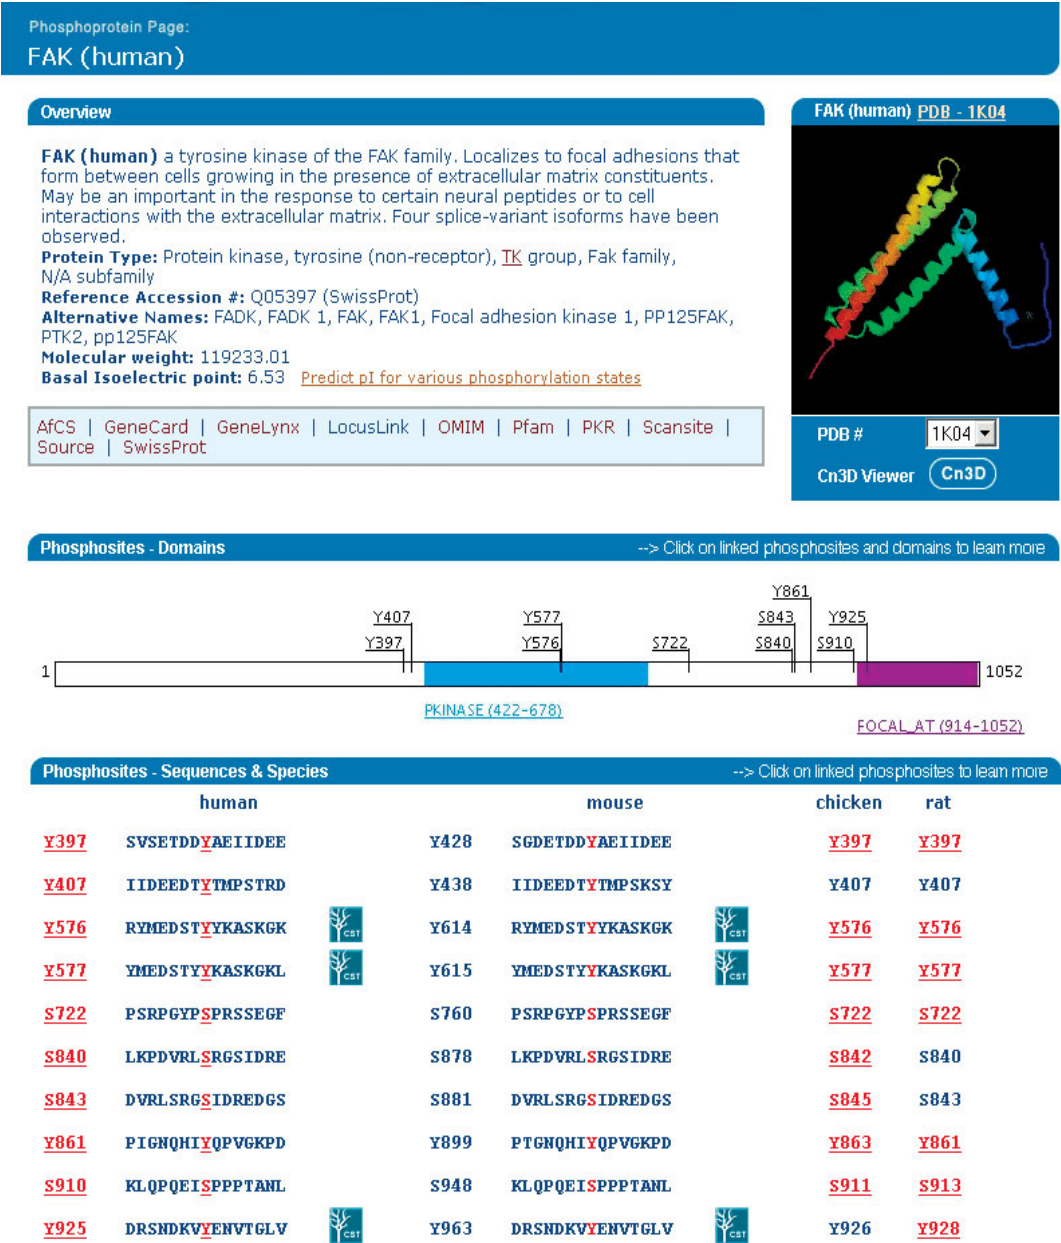 Phosphoprotein Page:
FAK (human)
Overview
FAK (human) a tyrosine kinase of the FAK family. Localizes to focal adhesions that
form between cells growing in the presence of extracellular matrix constituents.
May be an important in the response to certain neural peptides or to cell
interactions with the extracellular matrix. Four splice-variant isoforms have been
observed.
Protein Type: Protein kinase, tyrosine (non-receptor), TK group, Fak family,
N/A subfamily
Reference Accession #: Q05397 (SwissProt)
Alternative Names: FADK, FADK 1, FAK, FAK1, Focal adhesion kinase 1, PP125FAK,
PTK2, pp125FAK
Molecular weight: 119233.01
Basal Isoelectric point: 6.53 Predict pI for various phosphorylation states
AfCS | GeneCard | GeneLynx | LocusLink | OMIM | Pfam | PKR | Scansite |
Source | SwissProt
FAK (human) PDB - 1K04
PDB # 1K04
Cn3D Viewer Cn3D
Phosphosites - Domains --> Click on linked phosphosites and domains to learn more
Y861
Y407 Y577 S843 Y925
Y397 Y576 S722 S840 S910
1 1052
PKINASE (422-678)
FOCAL_AT (914-1052)
Phosphosites - Sequences & Species --> Click on linked phosphosites to learn more
human mouse chicken rat
Y397 SVSETDDYAEIIDEE Y428 SGDETDDYAEIIDEE Y397 Y397
Y407 IIDEEDTYTMPSTRD Y438 IIDEEDTYTMPSKSY Y407 Y407
Y576 RYMEDSTYYKASKGK CST Y614 RYMEDSTYYKASKGK CST Y576 Y576
Y577 YMEDSTYYKASKGKL CST Y615 YMEDSTYYKASKGKL CST Y577 Y577
S722 PSRPGYPSPRSSEGF S760 PSRPGYPSPRSSEGF S722 S722
S840 LKPDVRLSRGSIDRE S878 LKPDVRLSRGSIDRE S842 S840
S843 DVRLSRGSIDREDGS S881 DVRLSRGSIDREDGS S845 S843
Y861 PIGNQHIYQPVGKPD Y899 PTGNQHIYQPVGKPD Y863 Y861
S910 KLQPQEISPPPTANL S948 KLQPQEISPPPTANL S911 S913
Y925 DRSNDKVYENVTGLV CST Y963 DRSNDKVYENVTGLV CST Y926 Y928